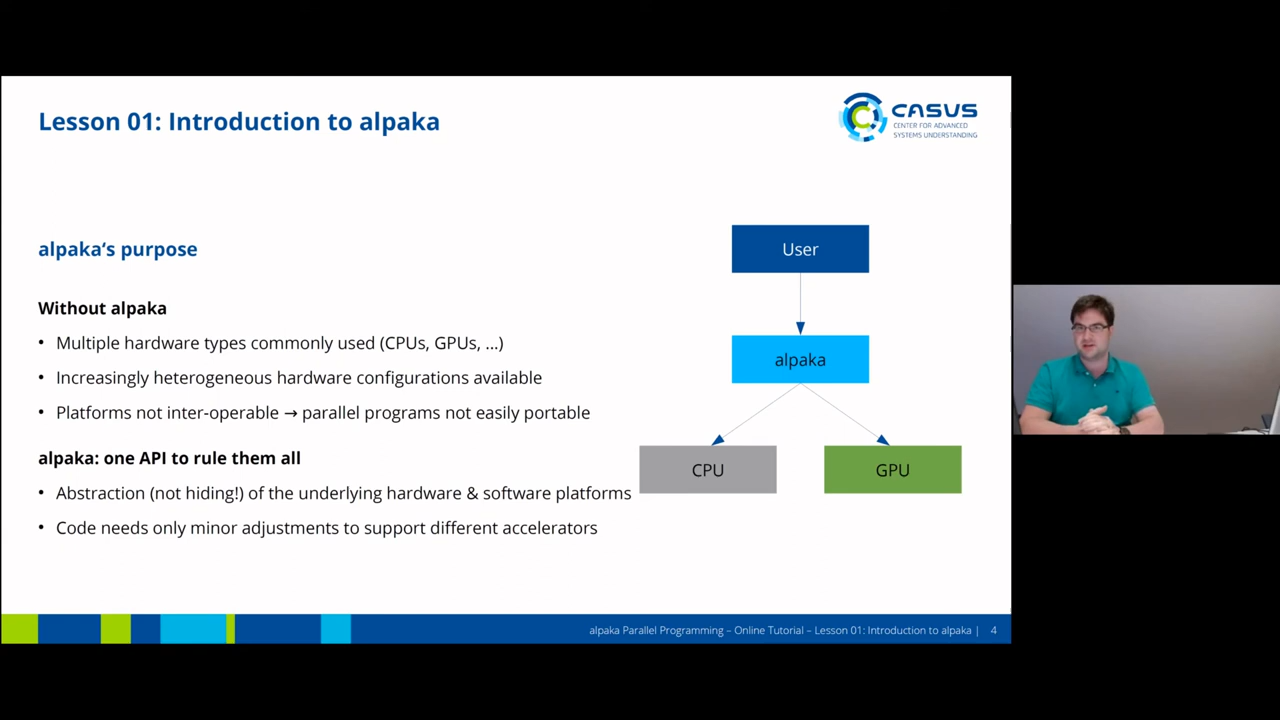 Lesson 01: Introduction to alpaka
CASUS
CENTER FOR ADVANCED
SYSTEMS UNDERSTANDING
alpaka‘s purpose
Without alpaka
• Multiple hardware types commonly used (CPUs, GPUs, ...)
• Increasingly heterogeneous hardware configurations available
• Platforms not inter-operable → parallel programs not easily portable
alpaka: one API to rule them all
• Abstraction (not hiding!) of the underlying hardware & software platforms
• Code needs only minor adjustments to support different accelerators
User
alpaka
CPU
GPU
alpaka Parallel Programming – Online Tutorial – Lesson 01: Introduction to alpaka | 4